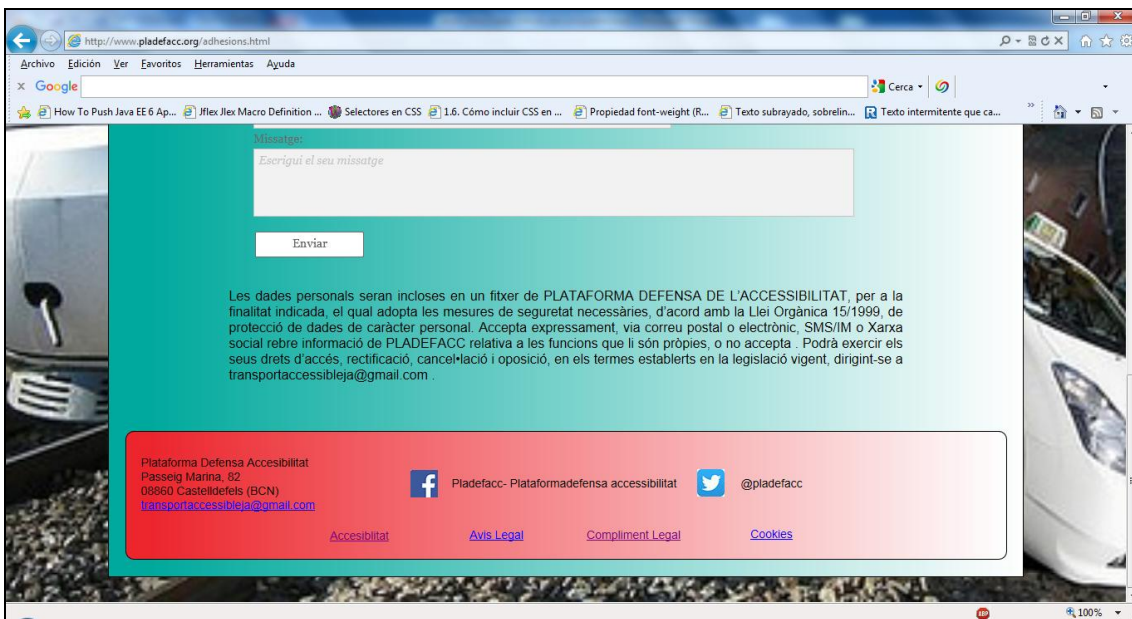 http://www.pladefacc.org/adhesions.html
Archivo Edición Ver Favoritos Herramientas Ayuda
x Google Cerca
How To Push Java EE 6 Ap... Jflex Jlex Macro Definition ... Selectores en CSS 1.6. Cómo incluir CSS en ... Propiedad font-weight (R... Texto subrayado, sobrelin... Texto intermitente que ca...
Missatge:
Escrigui el seu missatge
Enviar
Les dades personals seran incloses en un fitxer de PLATAFORMA DEFENSA DE L'ACCESSIBILITAT, per a la
finalitat indicada, el qual adopta les mesures de seguretat necessàries, d'acord amb la Llei Orgànica 15/1999, de
protecció de dades de caràcter personal. Accepta expressament, via correu postal o electrònic, SMS/IM o Xarxa
social rebre informació de PLADEFACC relativa a les funcions que li són pròpies, o no accepta . Podrà exercir els
seus drets d'accés, rectificació, cancel•lació i oposició, en els termes establerts en la legislació vigent, dirigint-se a
transportaccessibleja@gmail.com .
Plataforma Defensa Accesibilitat
Passeig Marina, 82
08860 Castelldefels (BCN)
transportaccessibleja@gmail.com
Pladefacc- Plataformadefensa accessibilitat
@pladefacc
Accesiblitat Avis Legal Compliment Legal Cookies
ABP
100%